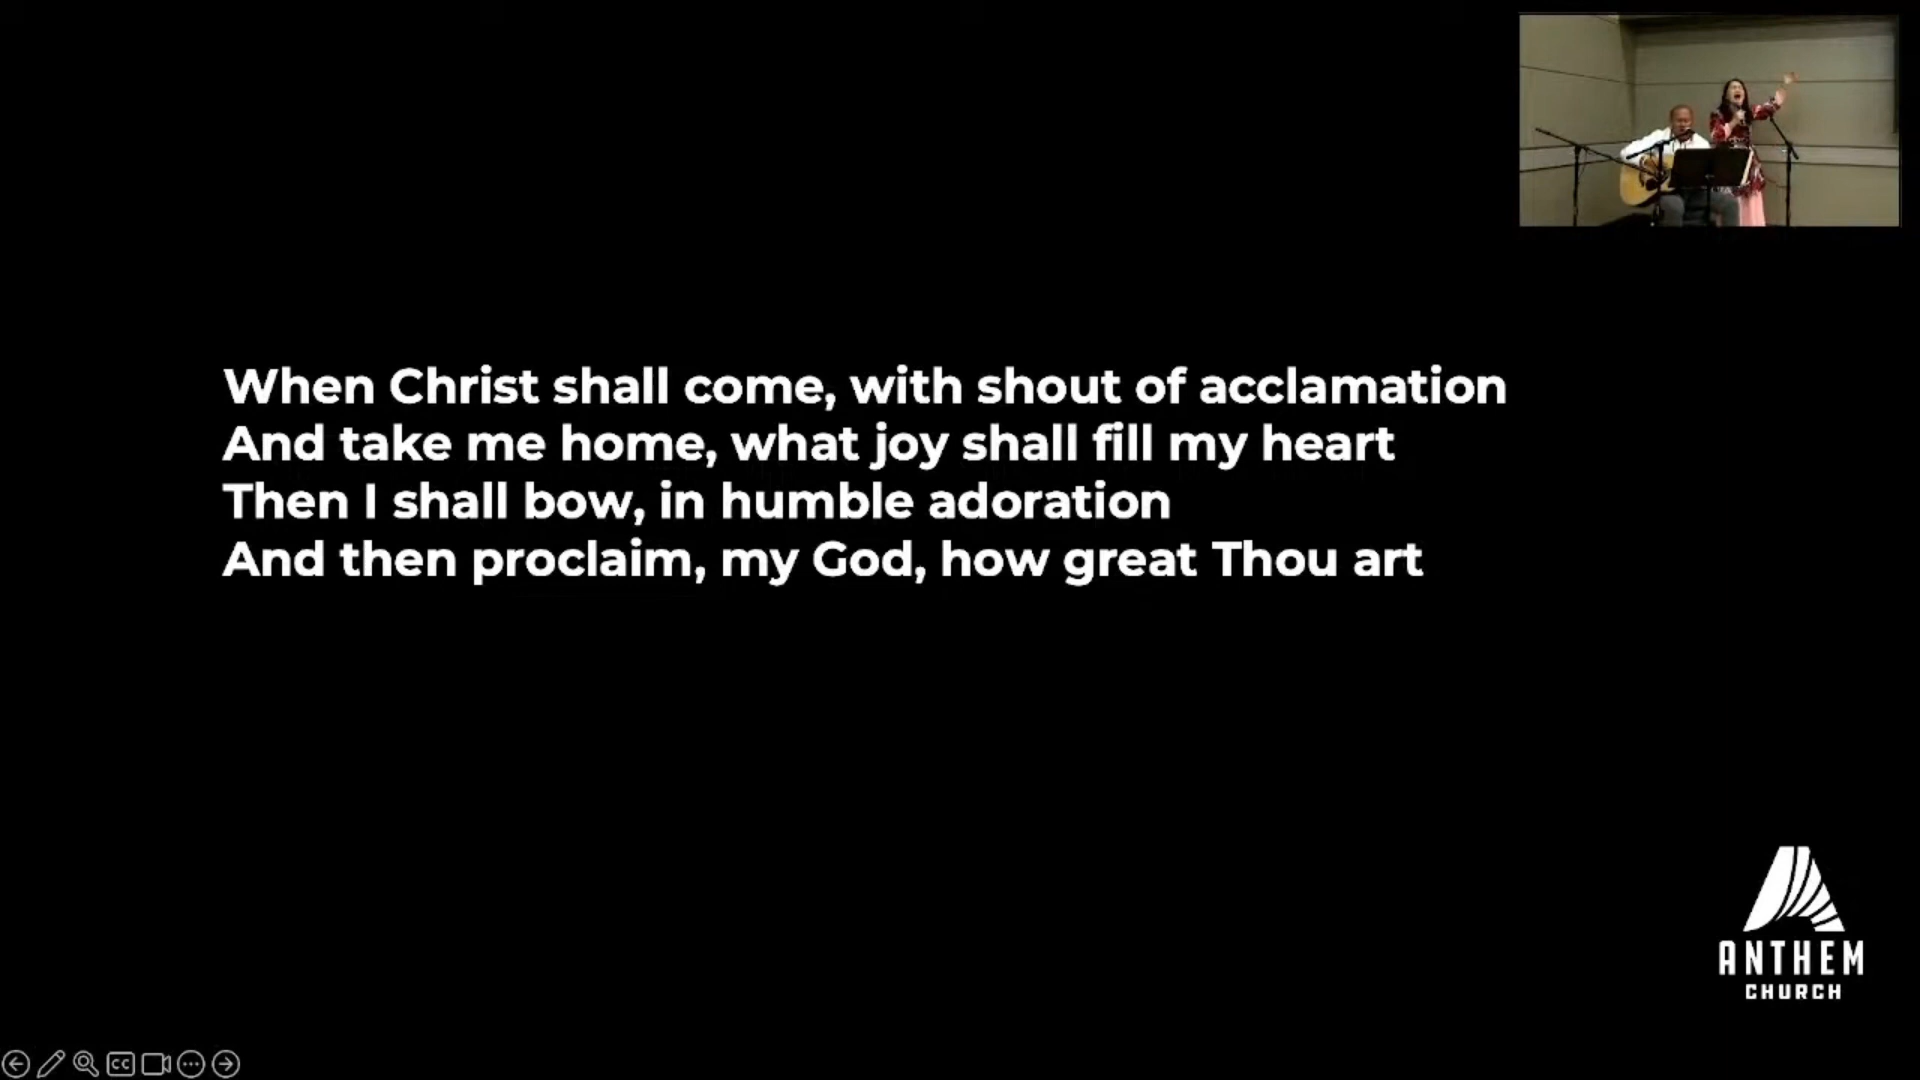 When Christ shall come, with shout of acclamation
And take me home, what joy shall fill my heart
Then I shall bow, in humble adoration
And then proclaim, my God, how great Thou art
ANTHEM
CHURCH
CC